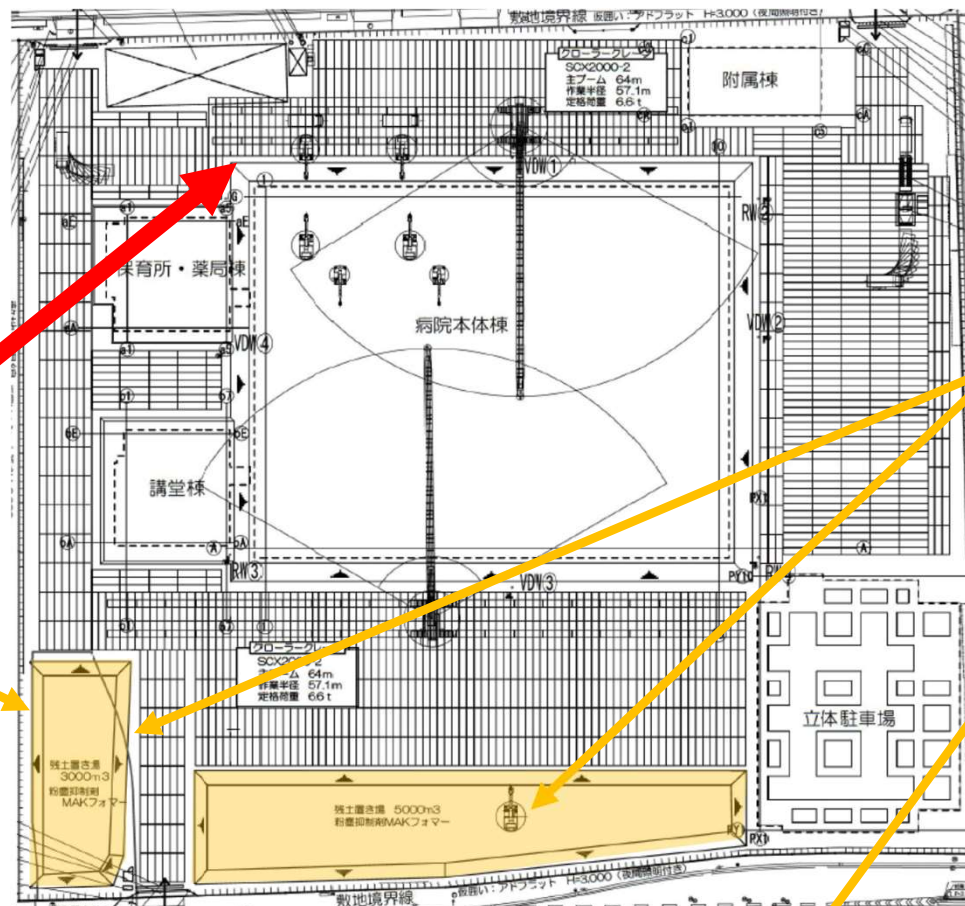 敷地境界線 仮囲い：アドフラット H=3.000（夜間照明付き）
クローラークレーン
SCX2000-2
主ブーム 64m
作業半径 57.1m
定格荷重 6.6t
附属棟
VDW①
RW②
保育所・薬局棟
病院本体棟
VDW④
VDW②
講堂棟
PX1
RW③
VDW③
PY10
クローラークレーン
作業半径 57.1m
定格荷重 6.6t
立体駐車場
残土置き場
3000m3
粉塵抑制剤
MAKフォマー
残土置き場 5000m3
粉塵抑制剤MAKフォマー
PX1
敷地境界線 仮囲い：アドフラット H=3.000（夜間照明付き）